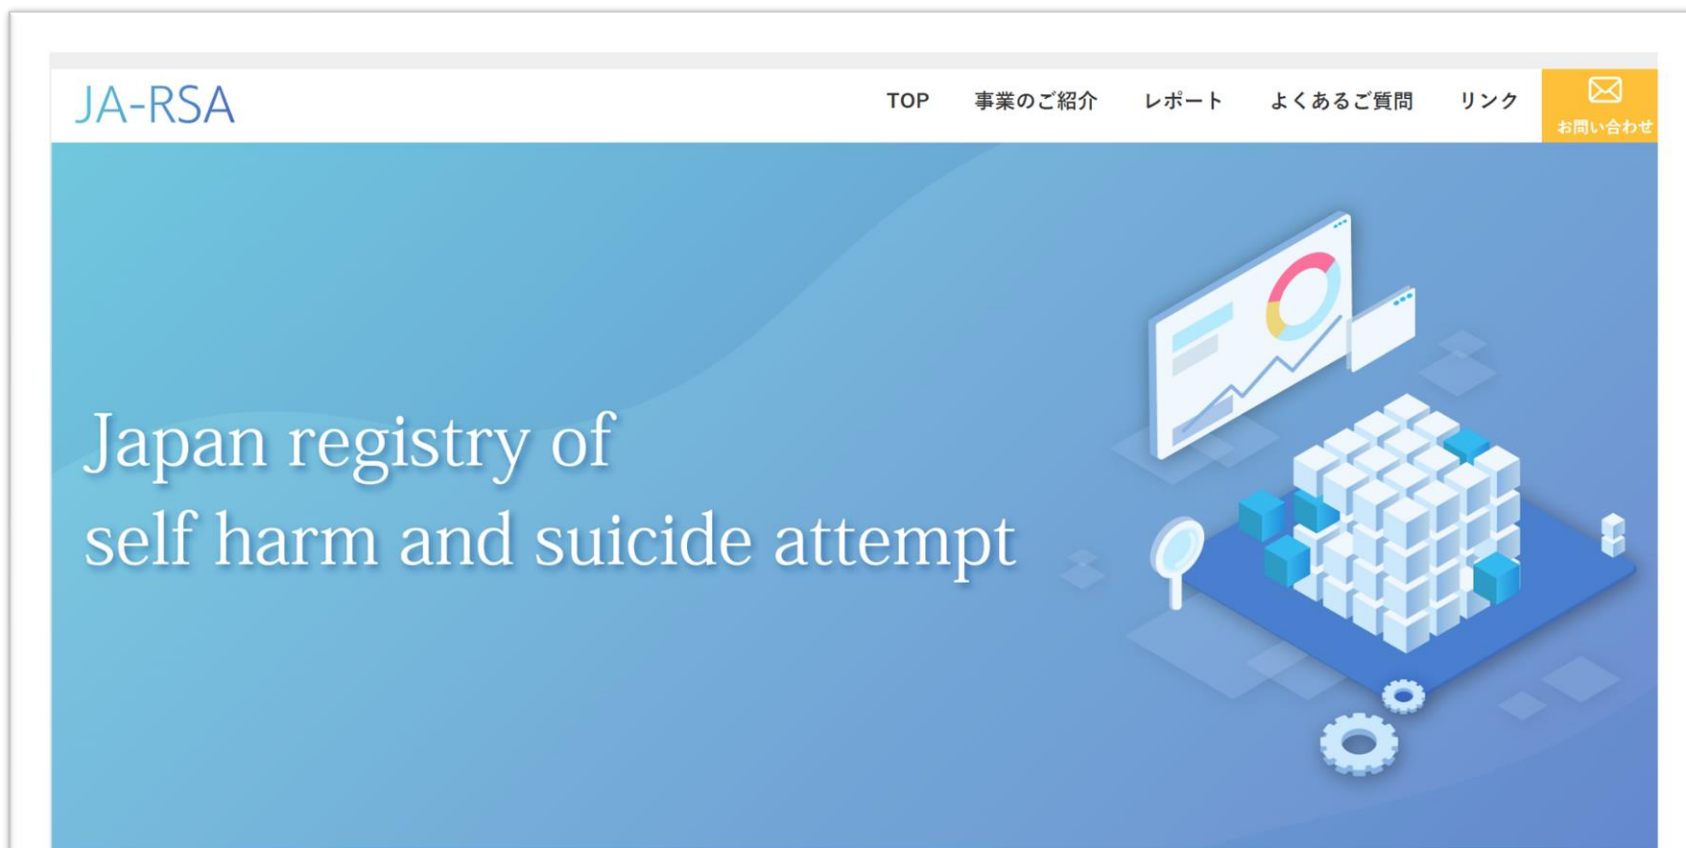 JA-RSA
TOP 事業のご紹介 レポート よくあるご質問 リンク
お問い合わせ
Japan registry of
self harm and suicide attempt